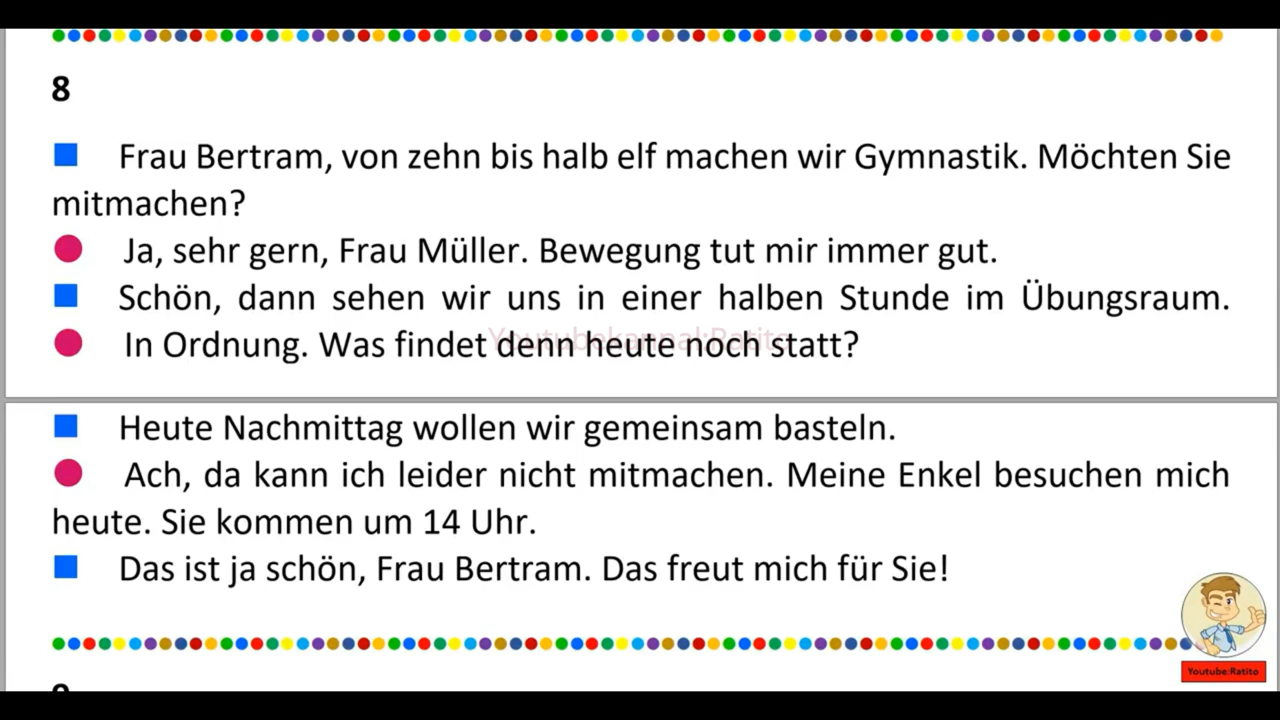 8
Frau Bertram, von zehn bis halb elf machen wir Gymnastik. Möchten Sie
mitmachen?
Ja, sehr gern, Frau Müller. Bewegung tut mir immer gut.
Schön, dann sehen wir uns in einer halben Stunde im Übungsraum.
In Ordnung. Was findet denn heute noch statt?
Youtubekannal:Ratito
Heute Nachmittag wollen wir gemeinsam basteln.
Ach, da kann ich leider nicht mitmachen. Meine Enkel besuchen mich
heute. Sie kommen um 14 Uhr.
Das ist ja schön, Frau Bertram. Das freut mich für Sie!
Youtube:Ratito